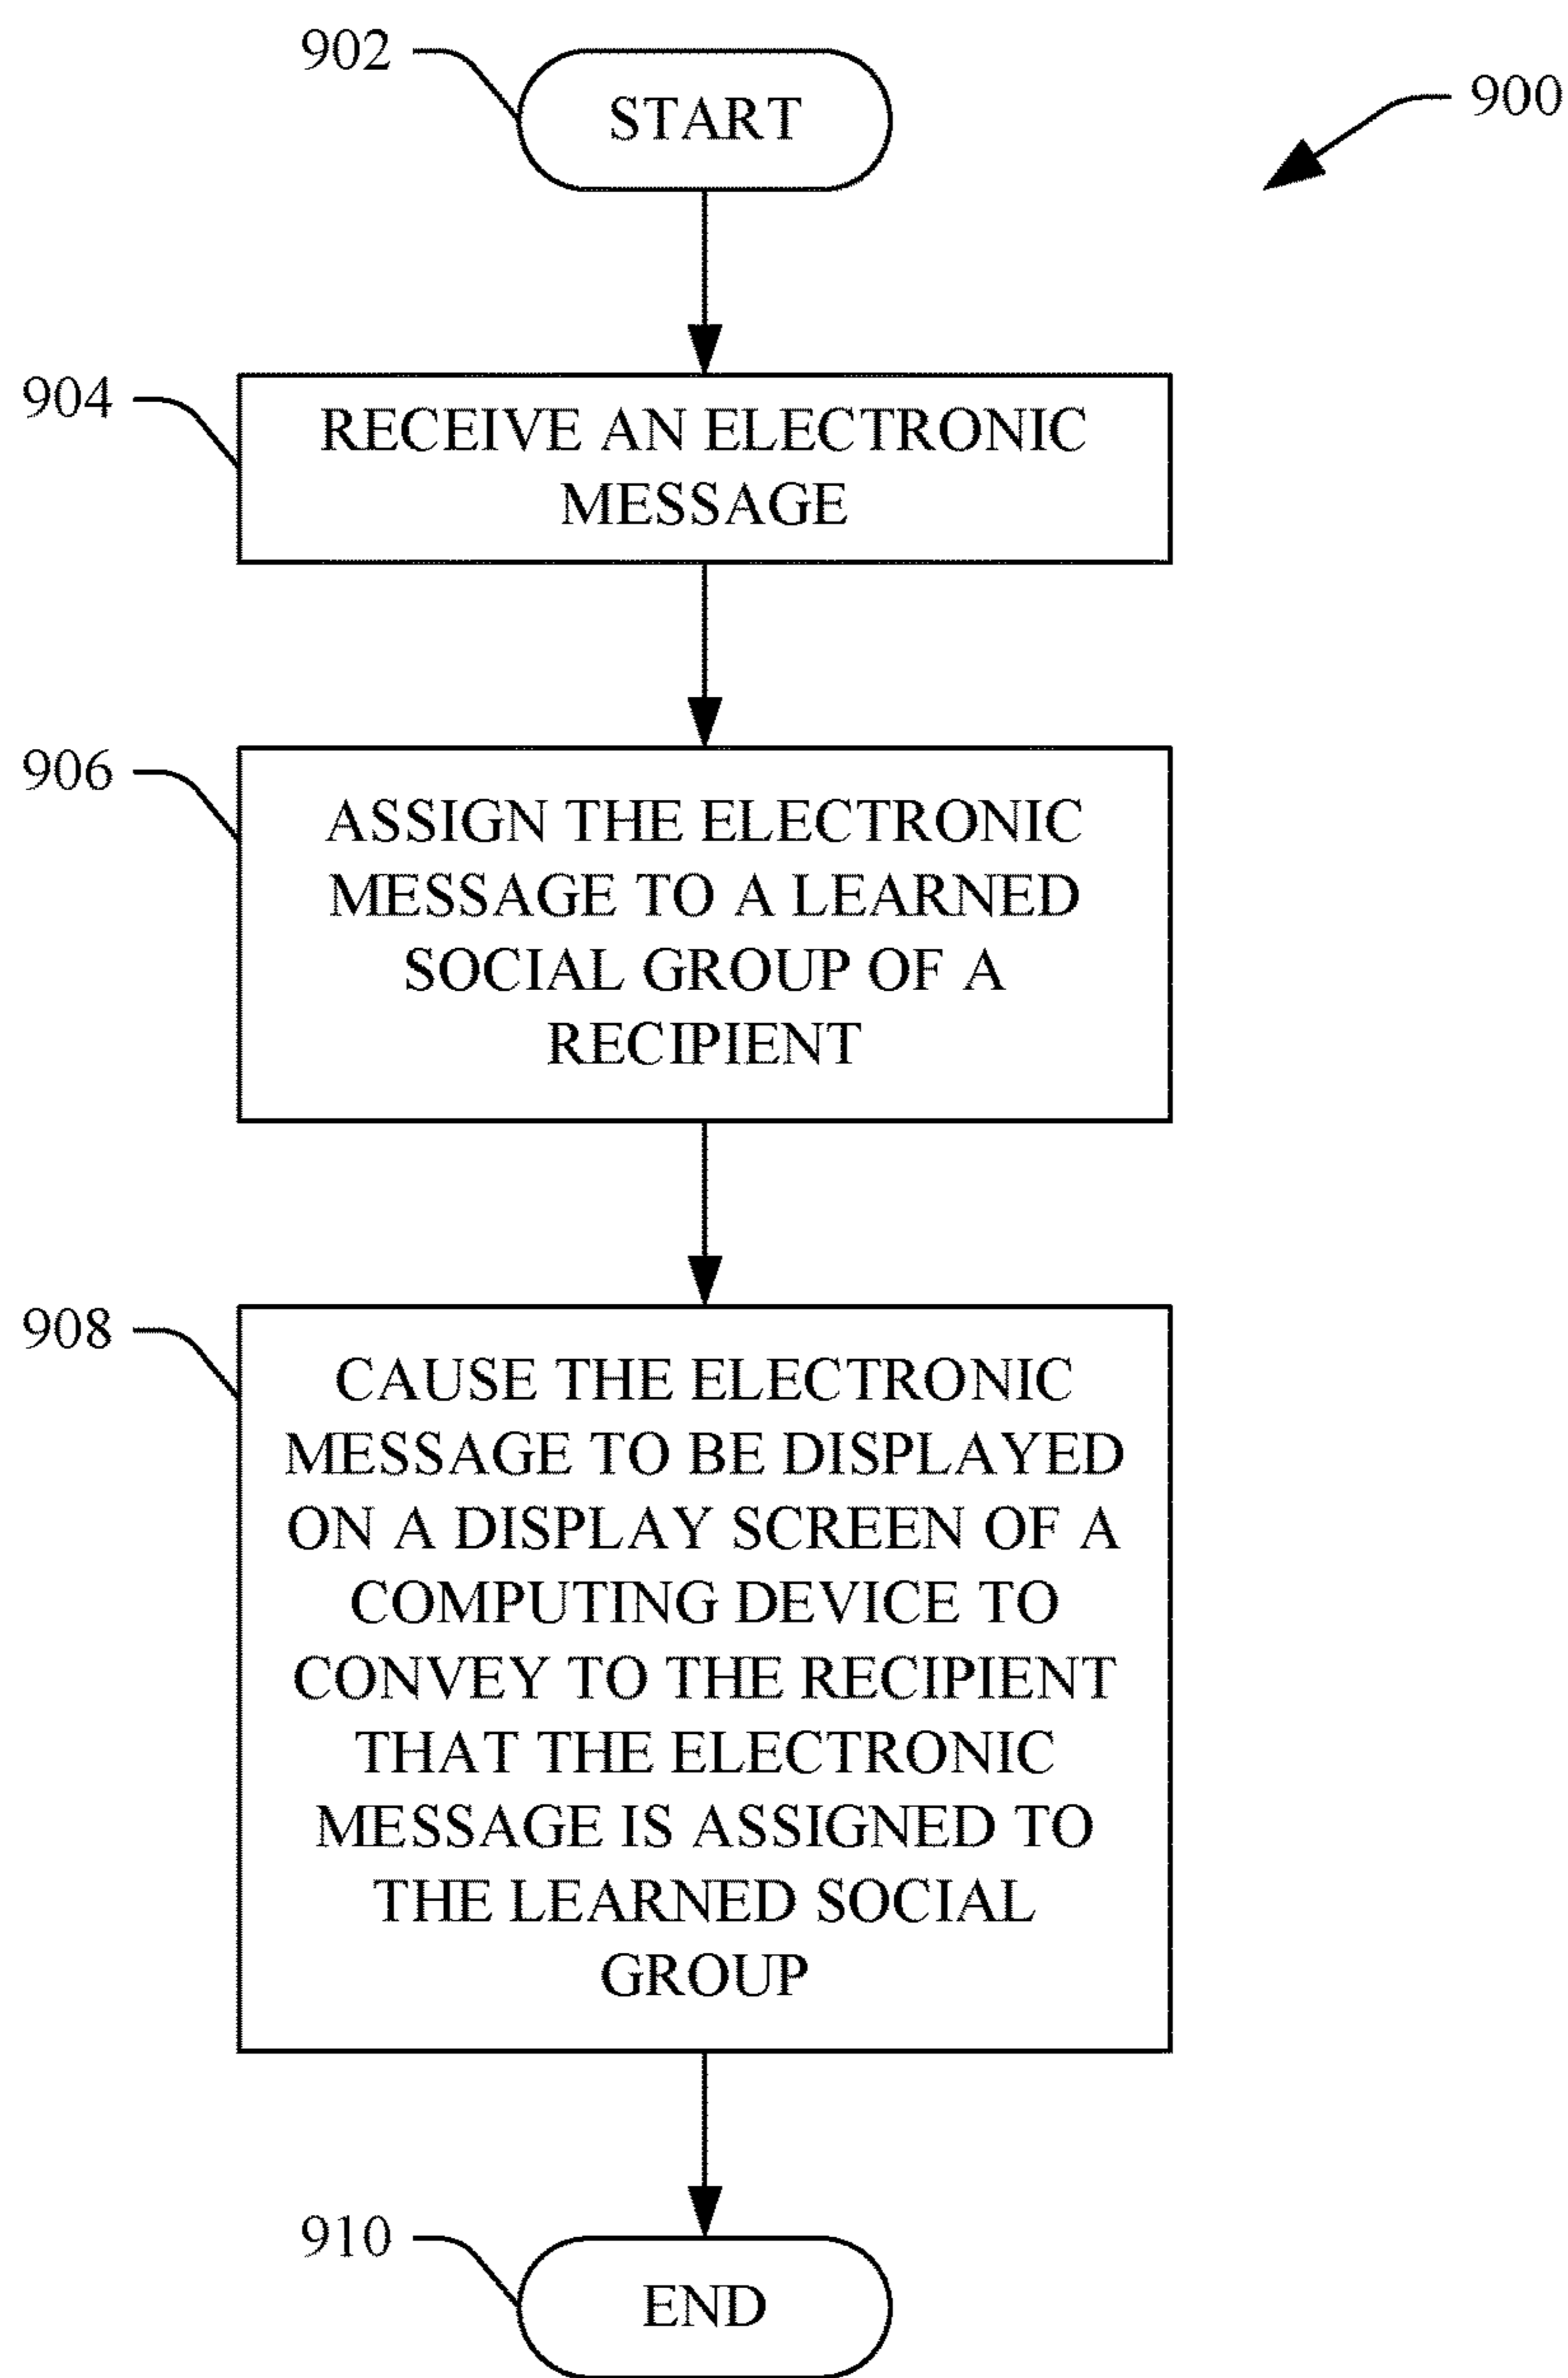 902
START
900
904
RECEIVE AN ELECTRONIC
MESSAGE
906
ASSIGN THE ELECTRONIC
MESSAGE TO A LEARNED
SOCIAL GROUP OF A
RECIPIENT
908
CAUSE THE ELECTRONIC
MESSAGE TO BE DISPLAYED
ON A DISPLAY SCREEN OF A
COMPUTING DEVICE TO
CONVEY TO THE RECIPIENT
THAT THE ELECTRONIC
MESSAGE IS ASSIGNED TO
THE LEARNED SOCIAL
GROUP
910
END